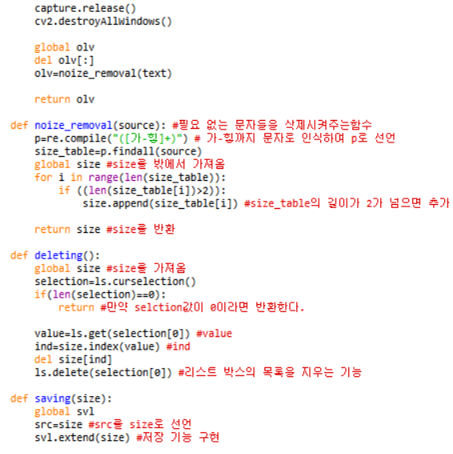 capture.release()
cv2.destroyAllWindows()
global olv
del olv[:]
olv=noize_removal(text)
return olv
def noize_removal(source): #필요 없는 문자들을 삭제시켜주는함수
p=re.compile("([가-힣]+)") # 가-힣까지 문자로 인식하여 p로 선언
size_table=p.findall(source)
global size #size를 밖에서 가져옴
for i in range(len(size_table)):
if ((len(size_table[i])>2)):
size.append(size_table[i]) #size_table의 길이가 2가 넘으면 추가
return size #size를 반환
def deleting():
global size #size를 가져옴
selection=ls.curselection()
if(len(selection)==0):
return #만약 selction값이 0이라면 반환한다.
value=ls.get(selection[0]) #value
ind=size.index(value) #ind
del size[ind]
ls.delete(selection[0]) #리스트 박스의 목록을 지우는 기능
def saving(size):
global svl
src=size #src를 size로 선언
svl.extend(size) #저장 기능 구현